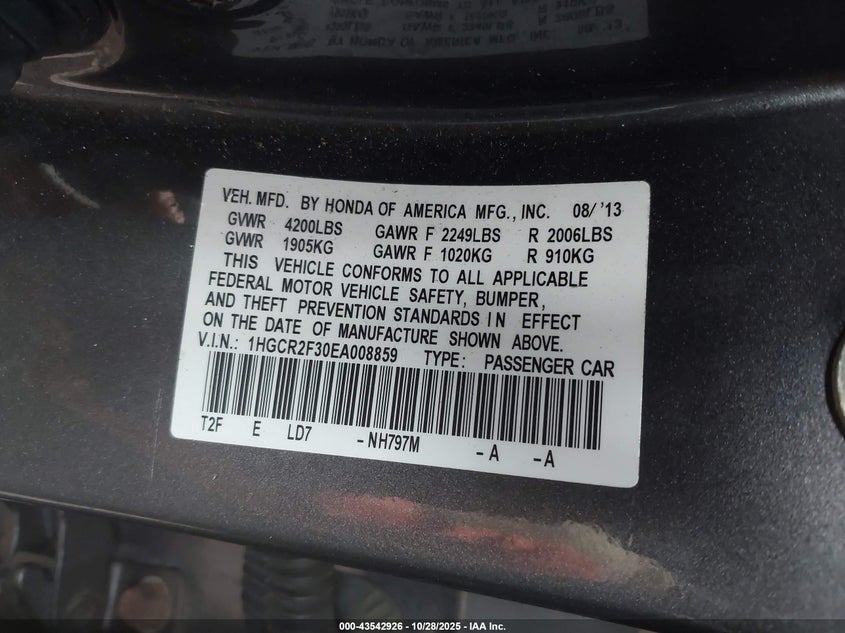 VEH. MFD. BY HONDA OF AMERICA MFG., INC. 08/ '13
GVWR 4200LBS GAWR F 2249LBS R 2006LBS
GVWR 1905KG GAWR F 1020KG R 910KG
THIS VEHICLE CONFORMS TO ALL APPLICABLE
FEDERAL MOTOR VEHICLE SAFETY, BUMPER,
AND THEFT PREVENTION STANDARDS IN EFFECT
ON THE DATE OF MANUFACTURE SHOWN ABOVE.
V.I.N.: 1HGCR2F30EA008859 TYPE: PASSENGER CAR
T2F E LD7 - NH797M - A - A
000-43542926 - 10/28/2025 - IAA Inc.